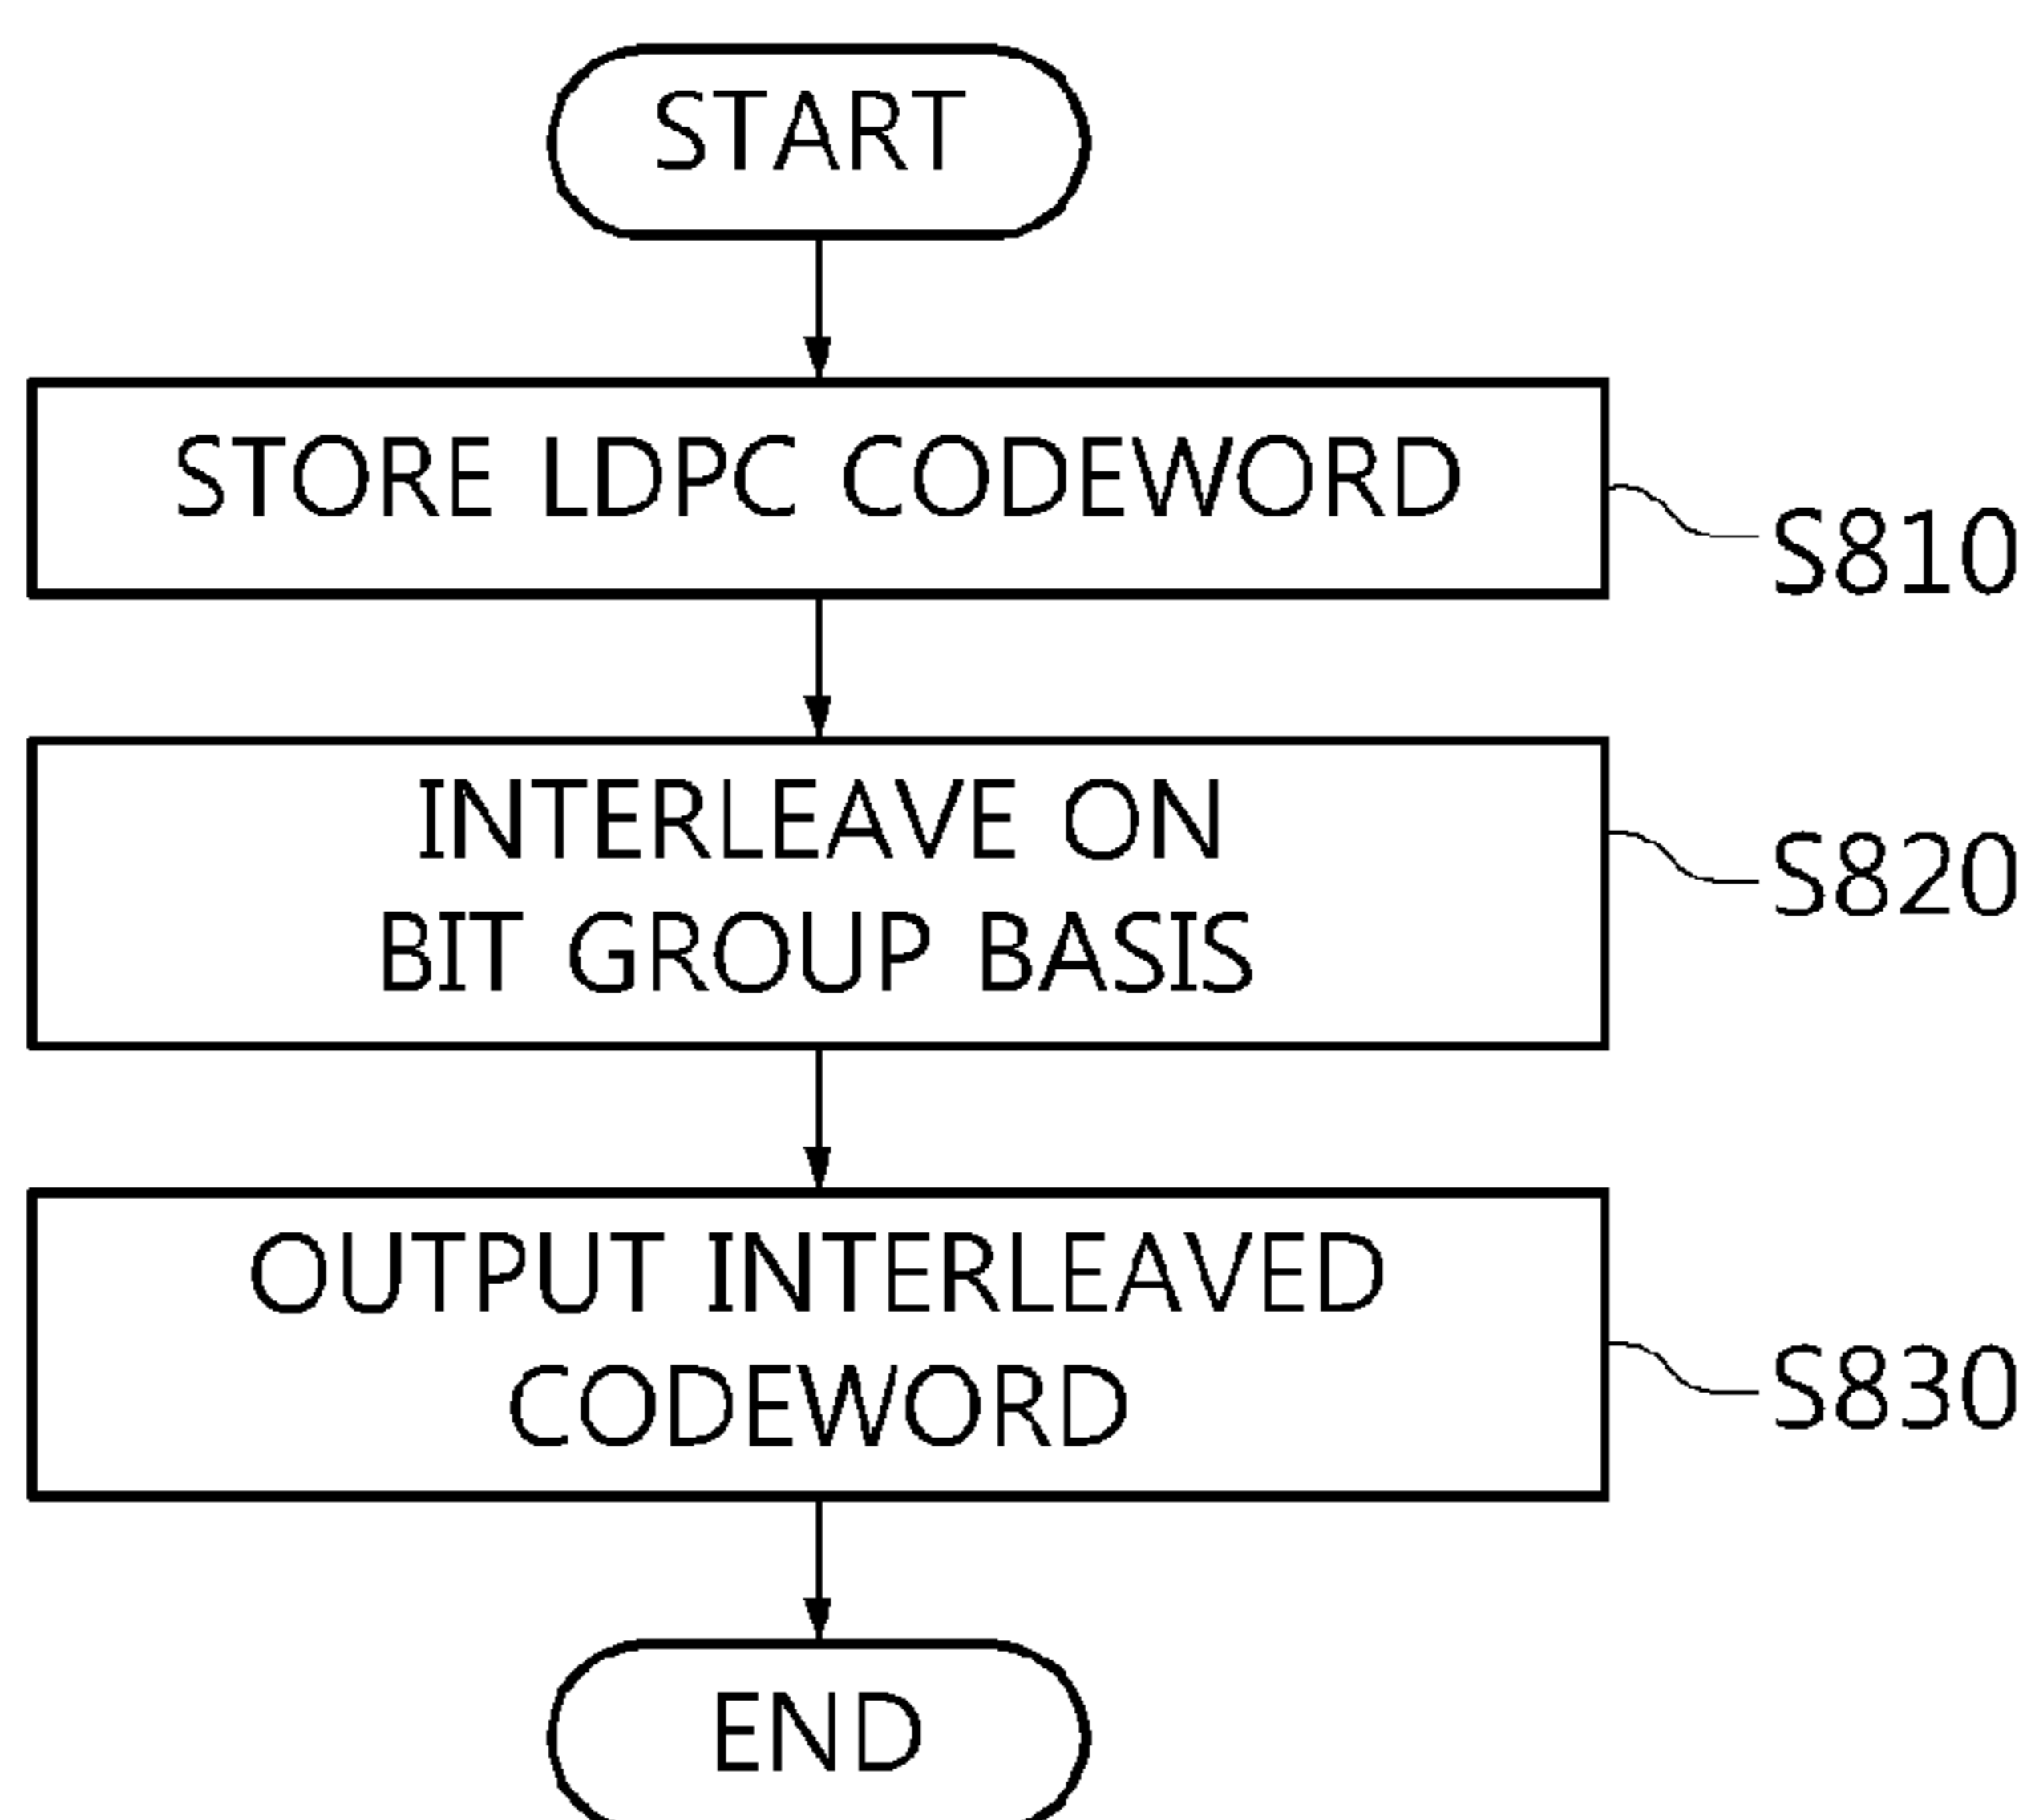 START
STORE LDPC CODEWORD
S810
INTERLEAVE ON
BIT GROUP BASIS
S820
OUTPUT INTERLEAVED
CODEWORD
S830
END